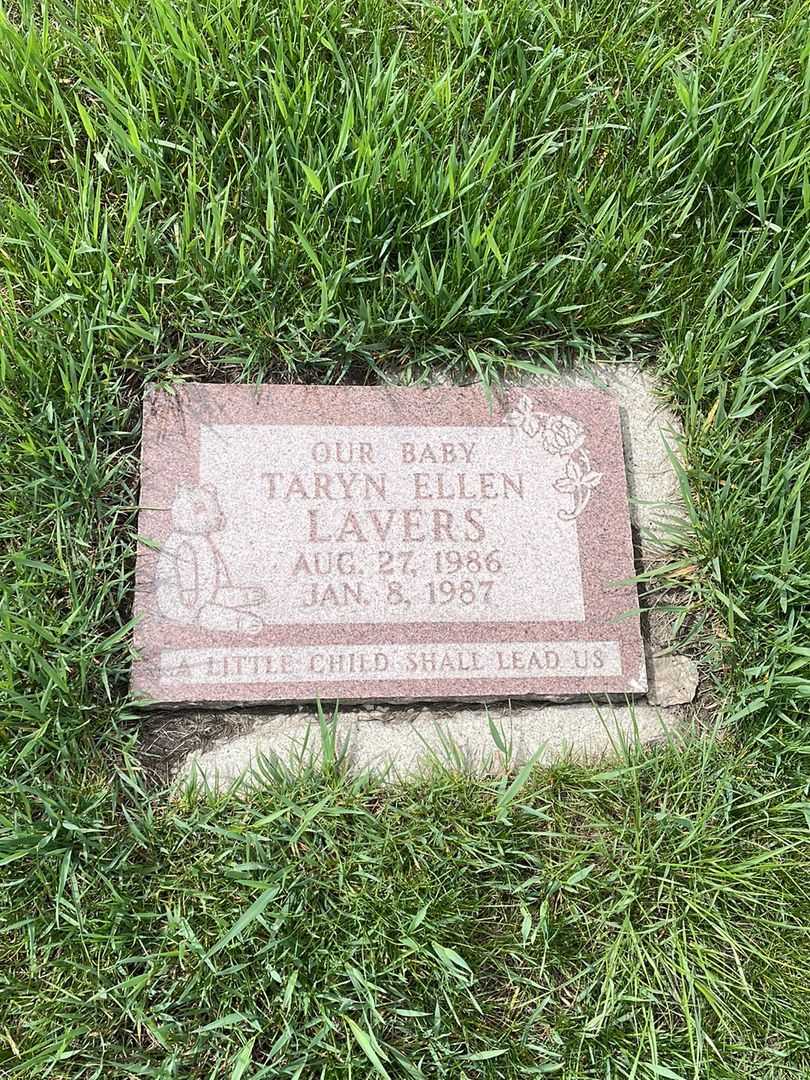 OUR BABY
TARYN ELLEN
LAVERS
AUG. 27, 1986
JAN. 8, 1987
A LITTLE CHILD SHALL LEAD US